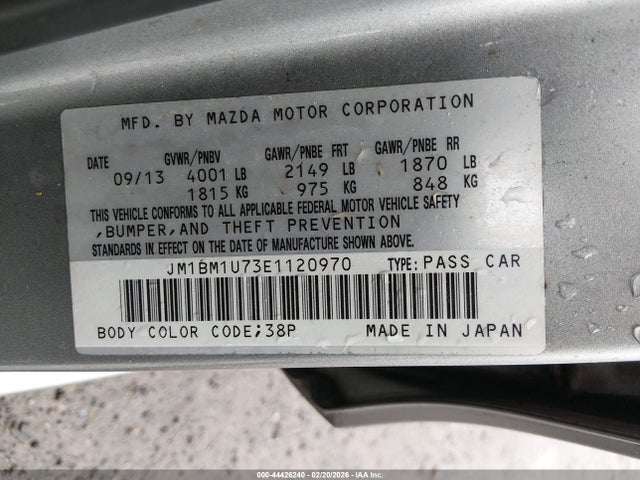 MFD. BY MAZDA MOTOR CORPORATION
DATE GVWR/PNBV GAWR/PNBE FRT GAWR/PNBE RR
09/13 4001 LB 2149 LB 1870 LB
1815 KG 975 KG 848 KG
THIS VEHICLE CONFORMS TO ALL APPLICABLE FEDERAL MOTOR VEHICLE SAFETY
,BUMPER,AND THEFT PREVENTION
STANDARDS IN EFFECT ON THE DATE OF MANUFACTURE SHOWN ABOVE.
JM1BM1U73E1120970 TYPE:PASS CAR
BODY COLOR CODE;38P MADE IN JAPAN
000-44426240 - 02/20/2026 - IAA Inc.